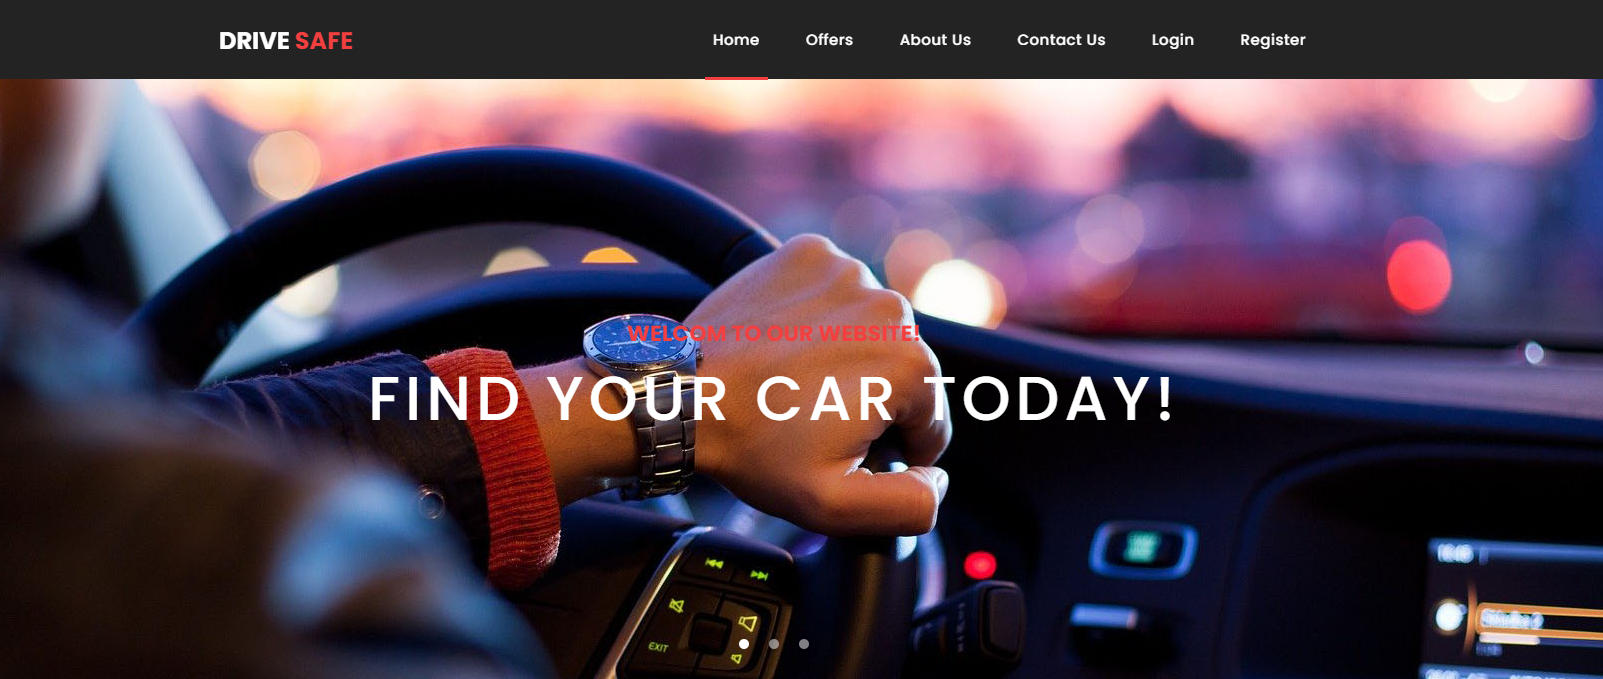 DRIVE SAFE
Home Offers About Us Contact Us Login Register
WELCOM TO OUR WEBSITE!
FIND YOUR CAR TODAY!
EXIT